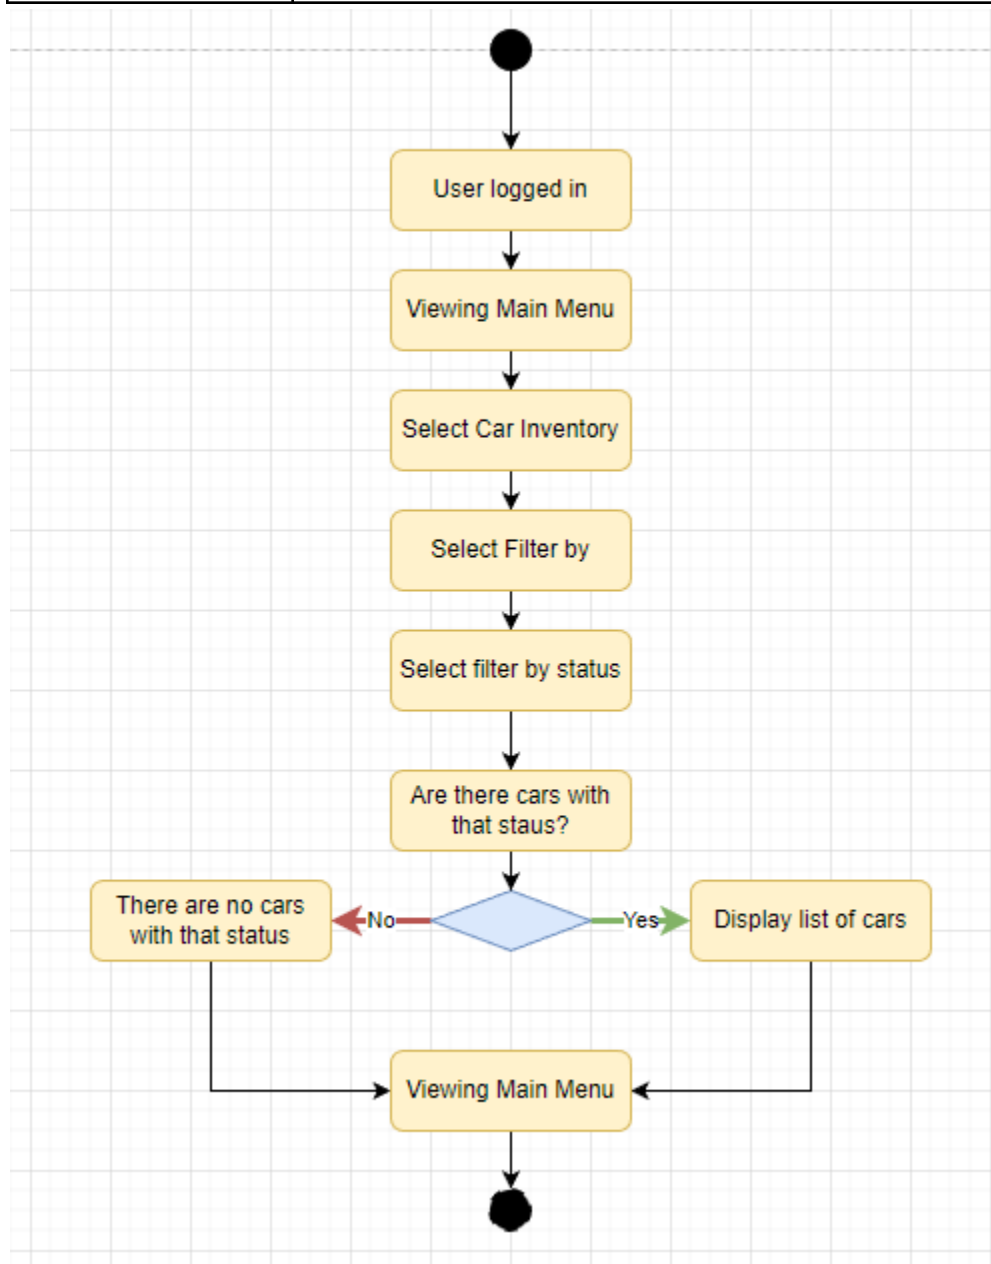 User logged in
Viewing Main Menu
Select Car Inventory
Select Filter by
Select filter by status
Are there cars with
that staus?
There are no cars
with that status
No
Yes
Display list of cars
Viewing Main Menu